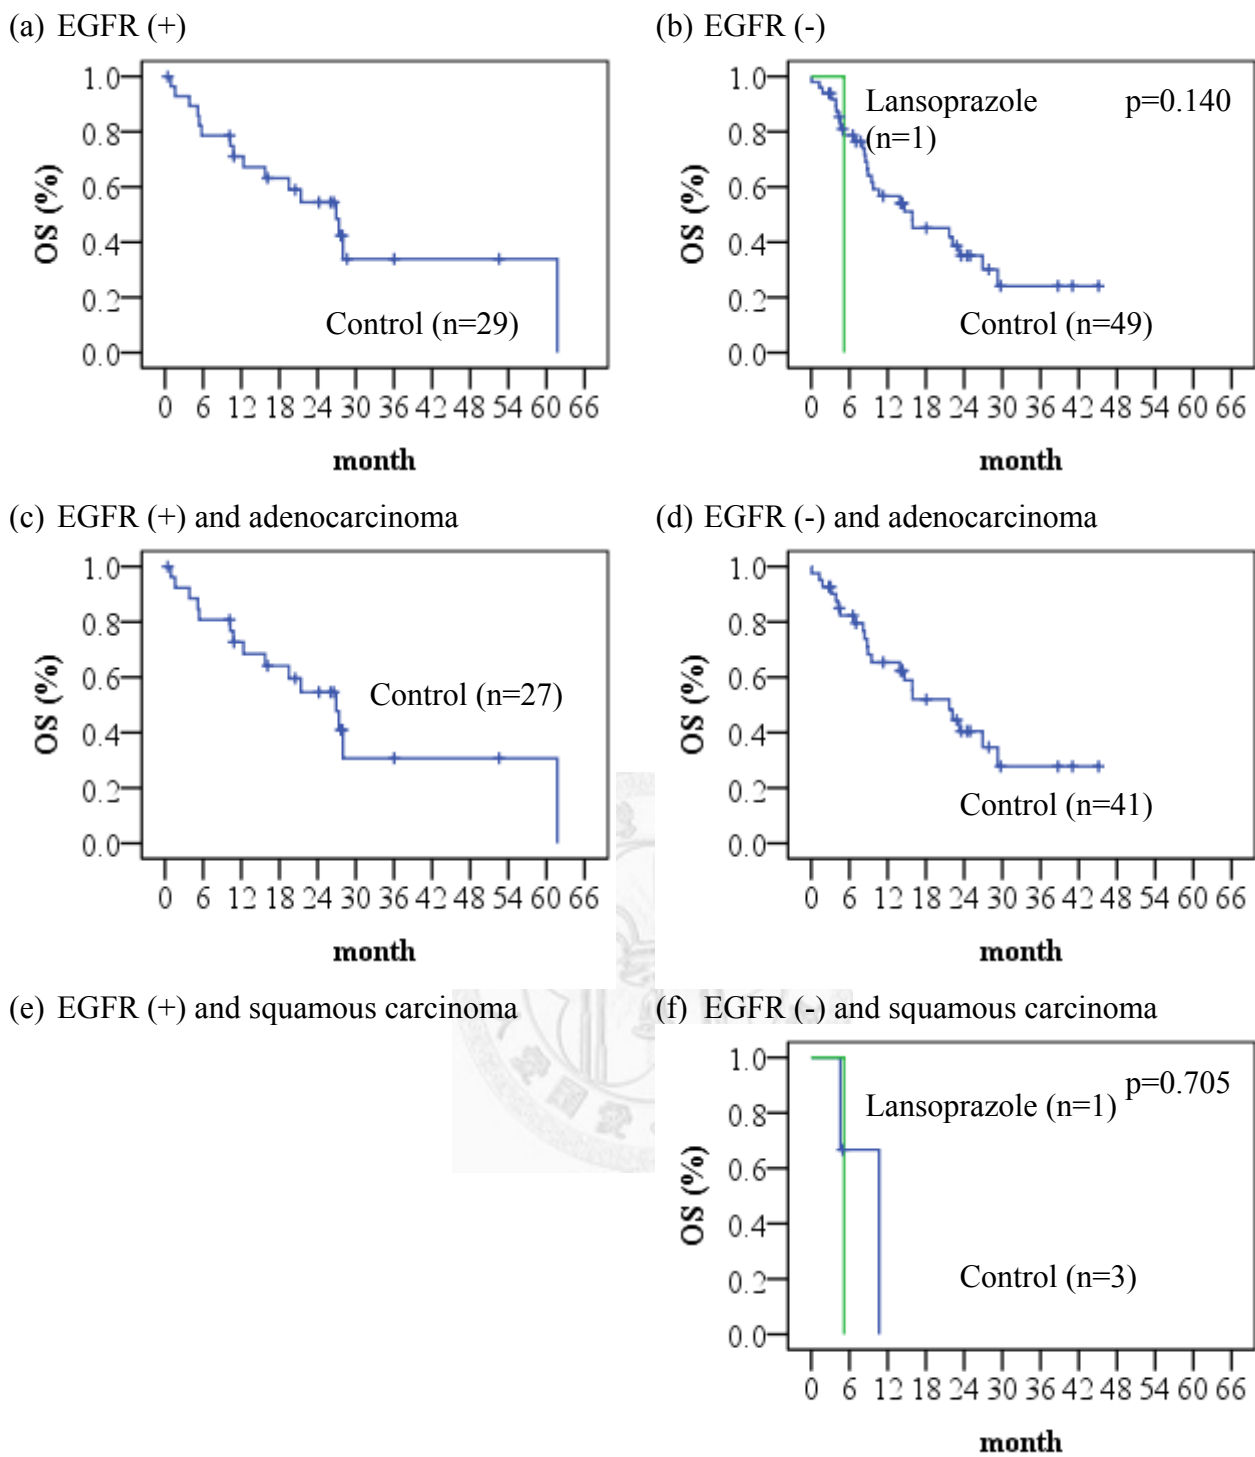 (a) EGFR (+)
1.0
0.8
0.6
0.4
0.2
0.0
OS (%)
Control (n=29)
0 6 12 18 24 30 36 42 48 54 60 66
month
(b) EGFR (-)
1.0
0.8
0.6
0.4
0.2
0.0
OS (%)
Lansoprazole
(n=1)
p=0.140
Control (n=49)
0 6 12 18 24 30 36 42 48 54 60 66
month
(c) EGFR (+) and adenocarcinoma
1.0
0.8
0.6
0.4
0.2
0.0
OS (%)
Control (n=27)
0 6 12 18 24 30 36 42 48 54 60 66
month
(d) EGFR (-) and adenocarcinoma
1.0
0.8
0.6
0.4
0.2
0.0
OS (%)
Control (n=41)
0 6 12 18 24 30 36 42 48 54 60 66
month
(e) EGFR (+) and squamous carcinoma
(f) EGFR (-) and squamous carcinoma
1.0
0.8
0.6
0.4
0.2
0.0
OS (%)
p=0.705
Lansoprazole (n=1)
Control (n=3)
0 6 12 18 24 30 36 42 48 54 60 66
month